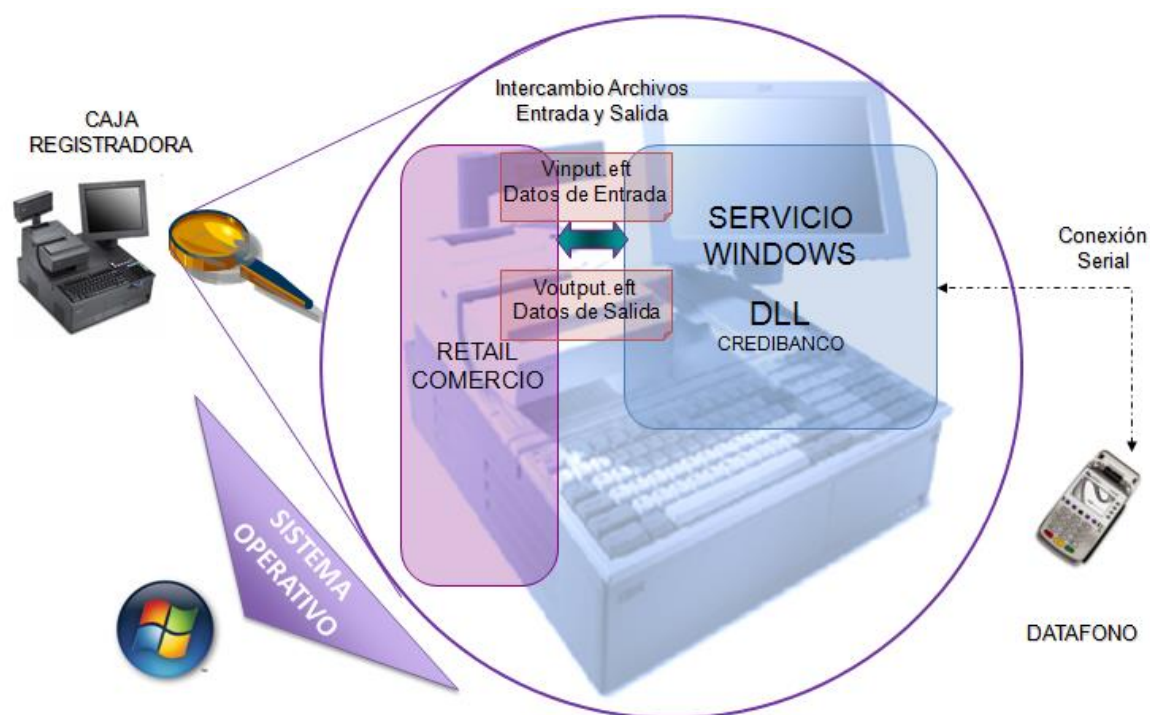 Intercambio Archivos
Entrada y Salida
CAJA
REGISTRADORA
Vinput.eft
Datos de Entrada
SERVICIO
WINDOWS
Conexión
Serial
Voutput.eft
Datos de Salida
DLL
CREDIBANCO
RETAIL
COMERCIO
SISTEMA
OPERATIVO
DATAFONO